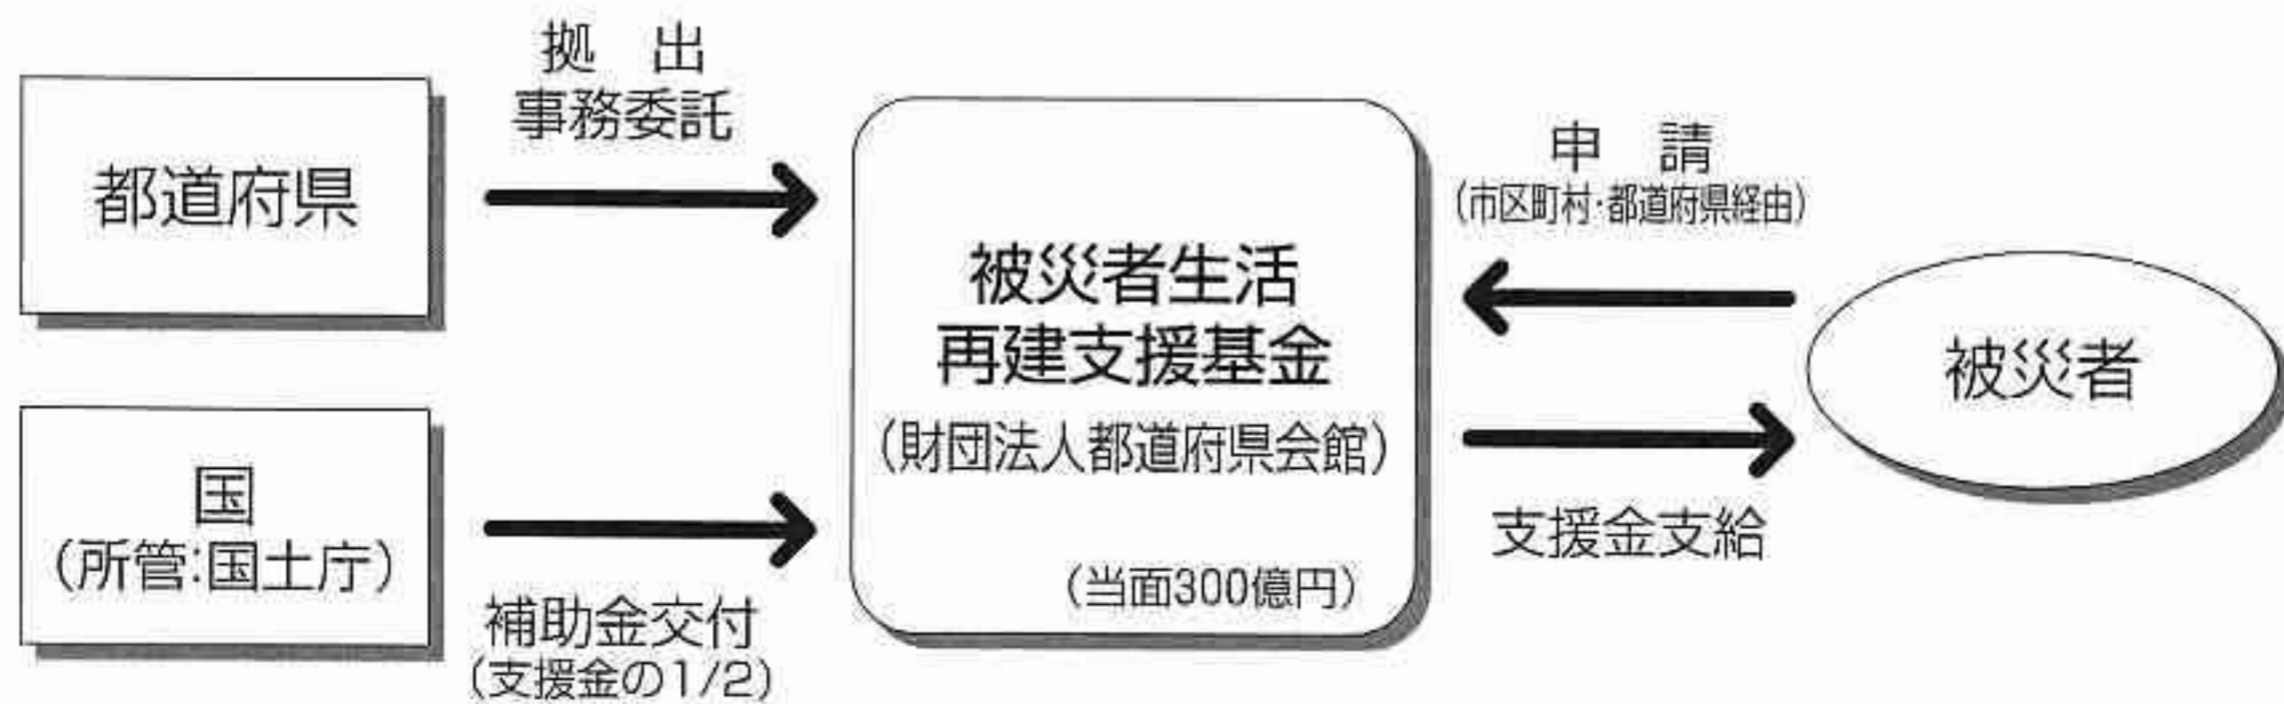 拠　出
事務委託
都道府県
国
(所管:国土庁)
補助金交付
(支援金の1/2)
被災者生活
再建支援基金
(財団法人都道府県会館)
(当面300億円)
申　請
(市区町村・都道府県経由)
支援金支給
被災者